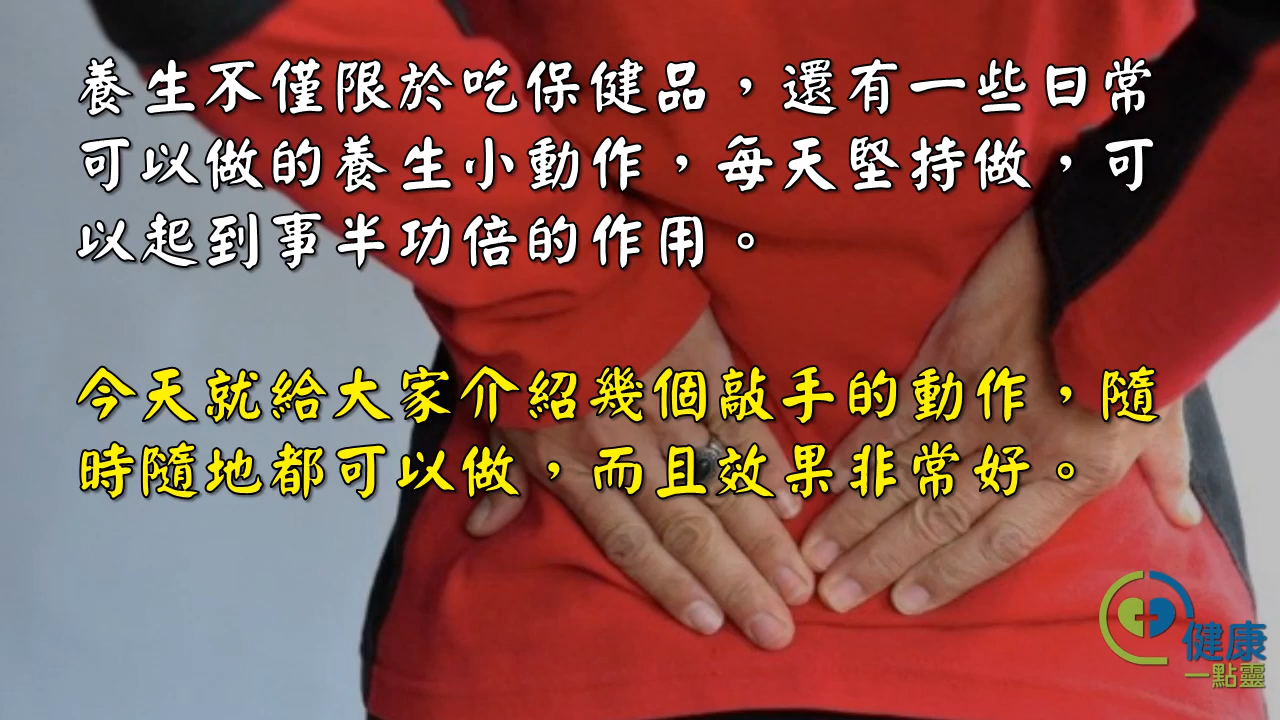 養生不僅限於吃保健品，還有一些日常
可以做的養生小動作，每天堅持做，可
以起到事半功倍的作用。
今天就給大家介紹幾個敲手的動作，隨
時隨地都可以做，而且效果非常好。
健康
一點靈